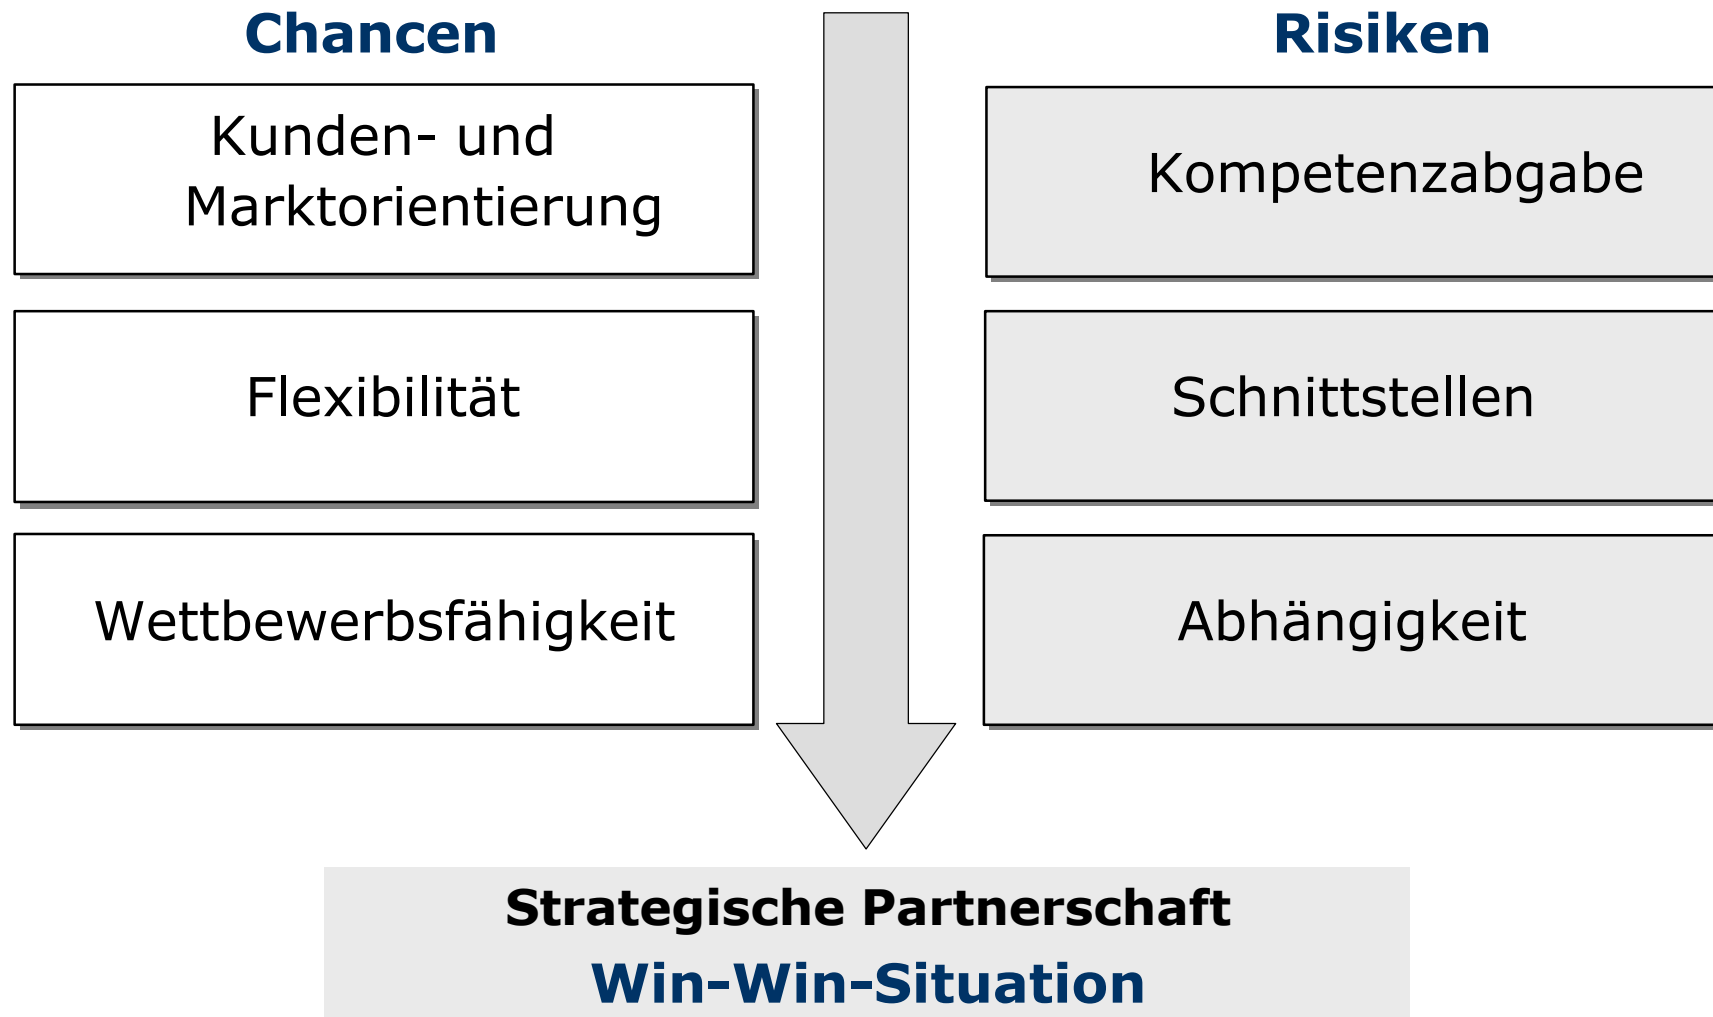 Chancen
Kunden- und
Marktorientierung
Flexibilität
Wettbewerbsfähigkeit
Risiken
Kompetenzabgabe
Schnittstellen
Abhängigkeit
Strategische Partnerschaft
Win-Win-Situation